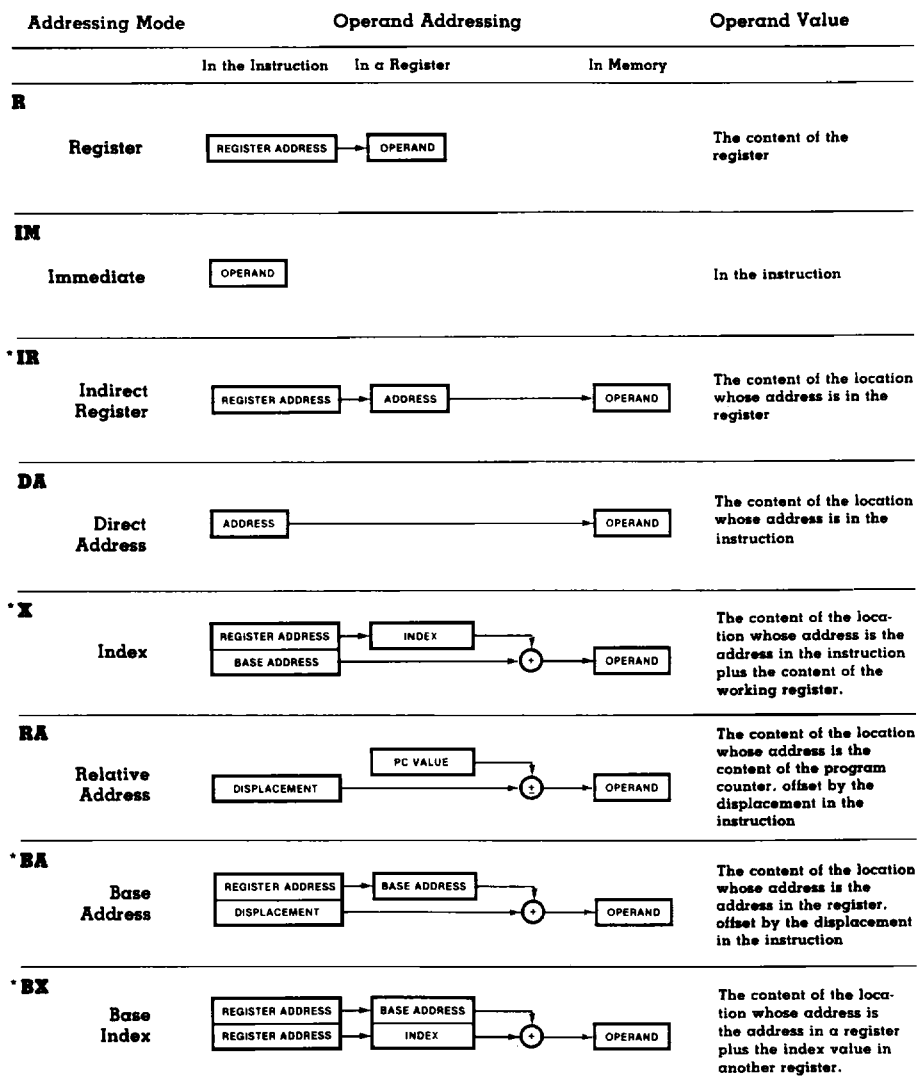 Addressing Mode Operand Addressing Operand Value
In the Instruction In a Register In Memory
R
Register
REGISTER ADDRESS OPERAND
The content of the
register
IM
Immediate
OPERAND
In the instruction
*IR
Indirect
Register
REGISTER ADDRESS ADDRESS OPERAND
The content of the location
whose address is in the
register
DA
Direct
Address
ADDRESS OPERAND
The content of the location
whose address is in the
instruction
*X
Index
REGISTER ADDRESS INDEX
BASE ADDRESS + OPERAND
The content of the loca-
tion whose address is the
address in the instruction
plus the content of the
working register.
RA
Relative
Address
PC VALUE
DISPLACEMENT ± OPERAND
The content of the location
whose address is the
content of the program
counter, offset by the
displacement in the
instruction
*BA
Base
Address
REGISTER ADDRESS BASE ADDRESS
DISPLACEMENT + OPERAND
The content of the location
whose address is the
address in the register,
offset by the displacement
in the instruction
*BX
Base
Index
REGISTER ADDRESS BASE ADDRESS
REGISTER ADDRESS INDEX + OPERAND
The content of the loca-
tion whose address is
the address in a register
plus the index value in
another register.